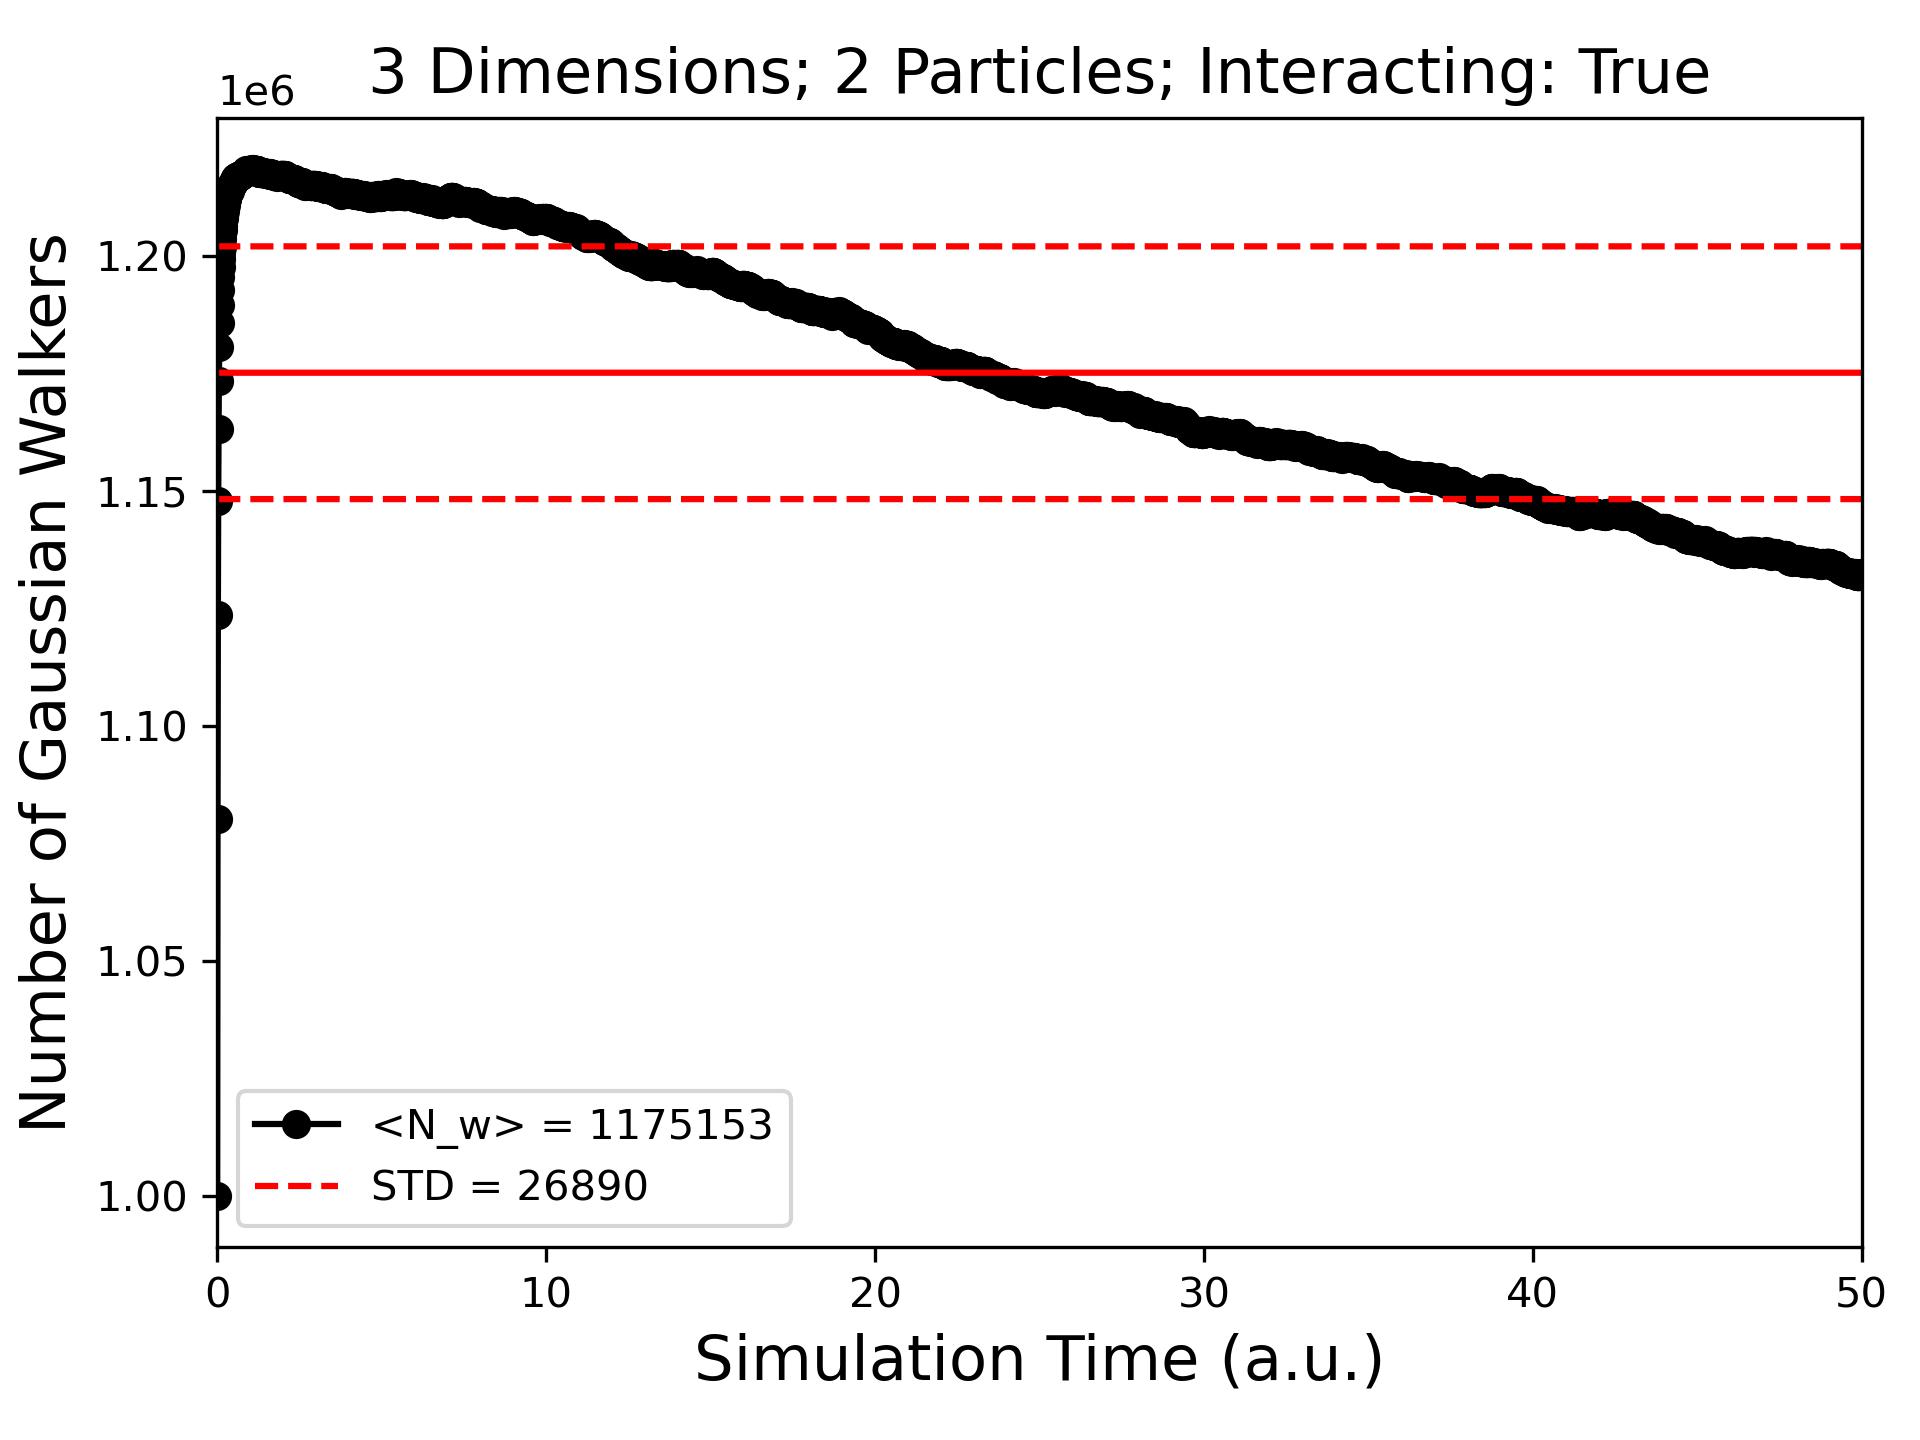 3 Dimensions; 2 Particles; Interacting: True
1e6
Number of Gaussian Walkers
1.20
1.15
1.10
1.05
1.00
<N_w> = 1175153
STD = 26890
0 10 20 30 40 50
Simulation Time (a.u.)